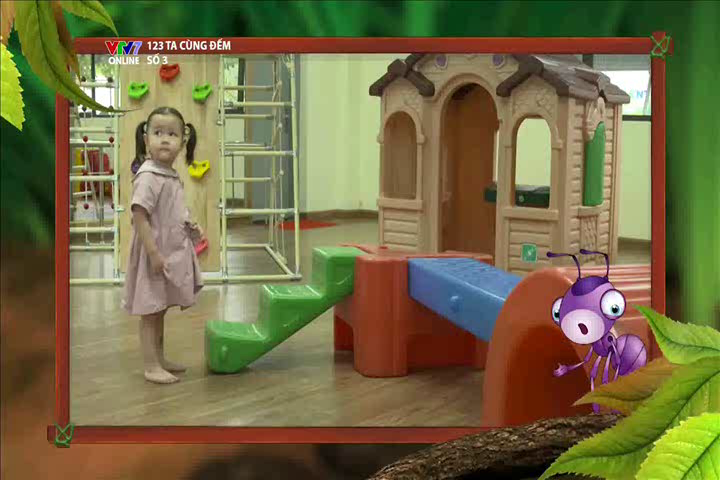 VTV7 123 TA CÙNG ĐẾM
ONLINE SỐ 3